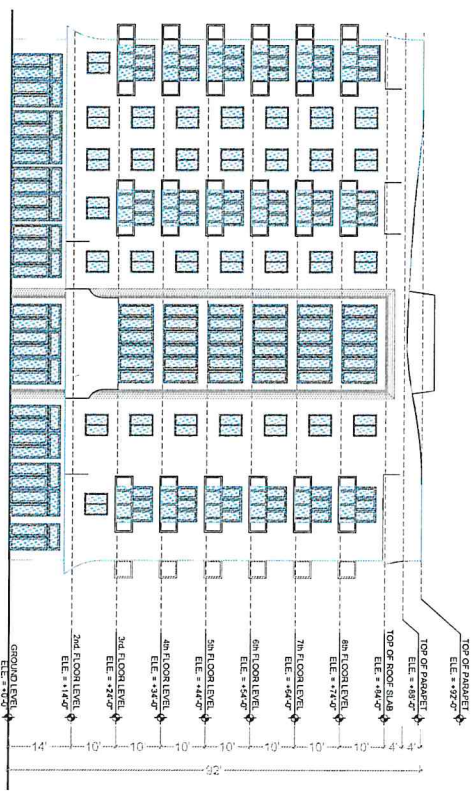 TOP OF PARAPET
ELE. = +92'-0"
TOP OF PARAPET
ELE. = +88'-0"
TOP OF ROOF SLAB
ELE. = +84'-0"
8th FLOOR LEVEL
ELE. = +74'-0"
7th FLOOR LEVEL
ELE. = +64'-0"
6th FLOOR LEVEL
ELE. = +54'-0"
5th FLOOR LEVEL
ELE. = +44'-0"
4th FLOOR LEVEL
ELE. = +34'-0"
3rd. FLOOR LEVEL
ELE. = +24'-0"
2nd. FLOOR LEVEL
ELE. = +14'-0"
GROUND LEVEL
ELE. = +0'-0"
4'
4'
10'
10'
10'
10'
10'
10'
10'
14'
92'